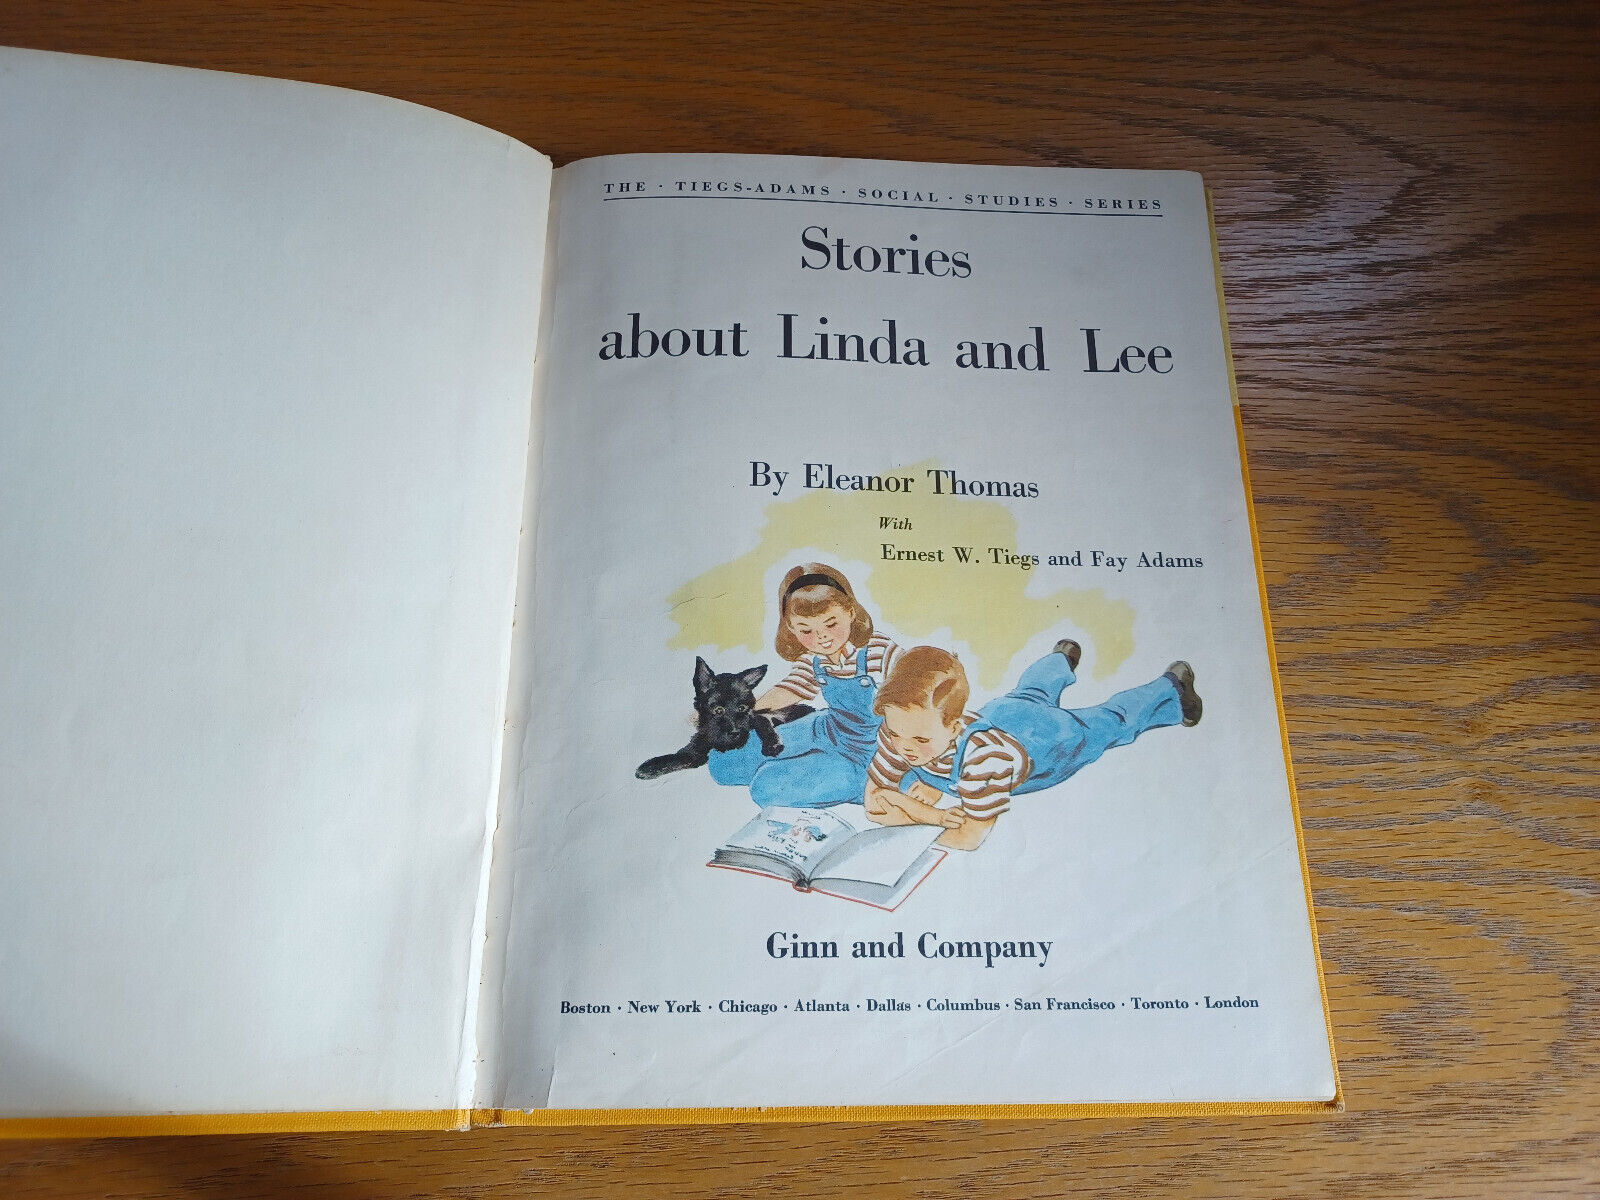 THE · TIEGS-ADAMS · SOCIAL · STUDIES · SERIES
Stories
about Linda and Lee
By Eleanor Thomas
With
Ernest W. Tiegs and Fay Adams
Ginn and Company
Boston · New York · Chicago · Atlanta · Dallas · Columbus · San Francisco · Toronto · London